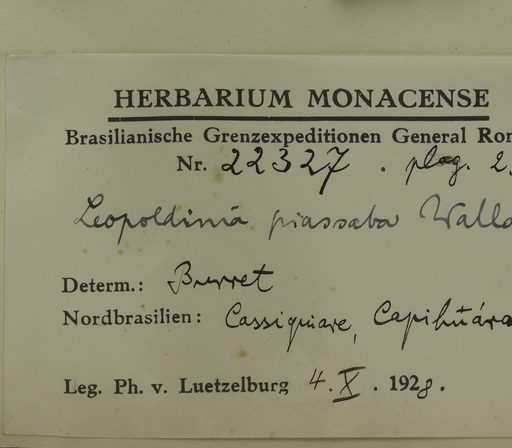 HERBARIUM MONACENSE
Brasilianische Grenzexpeditionen General Ron
Nr. 22327. plag. 2.
Leopoldinia piassaba Walla
Determ.: Burret
Nordbrasilien: Cassiquiare, Capihuára
Leg. Ph. v. Luetzelburg 4. X. 1928.